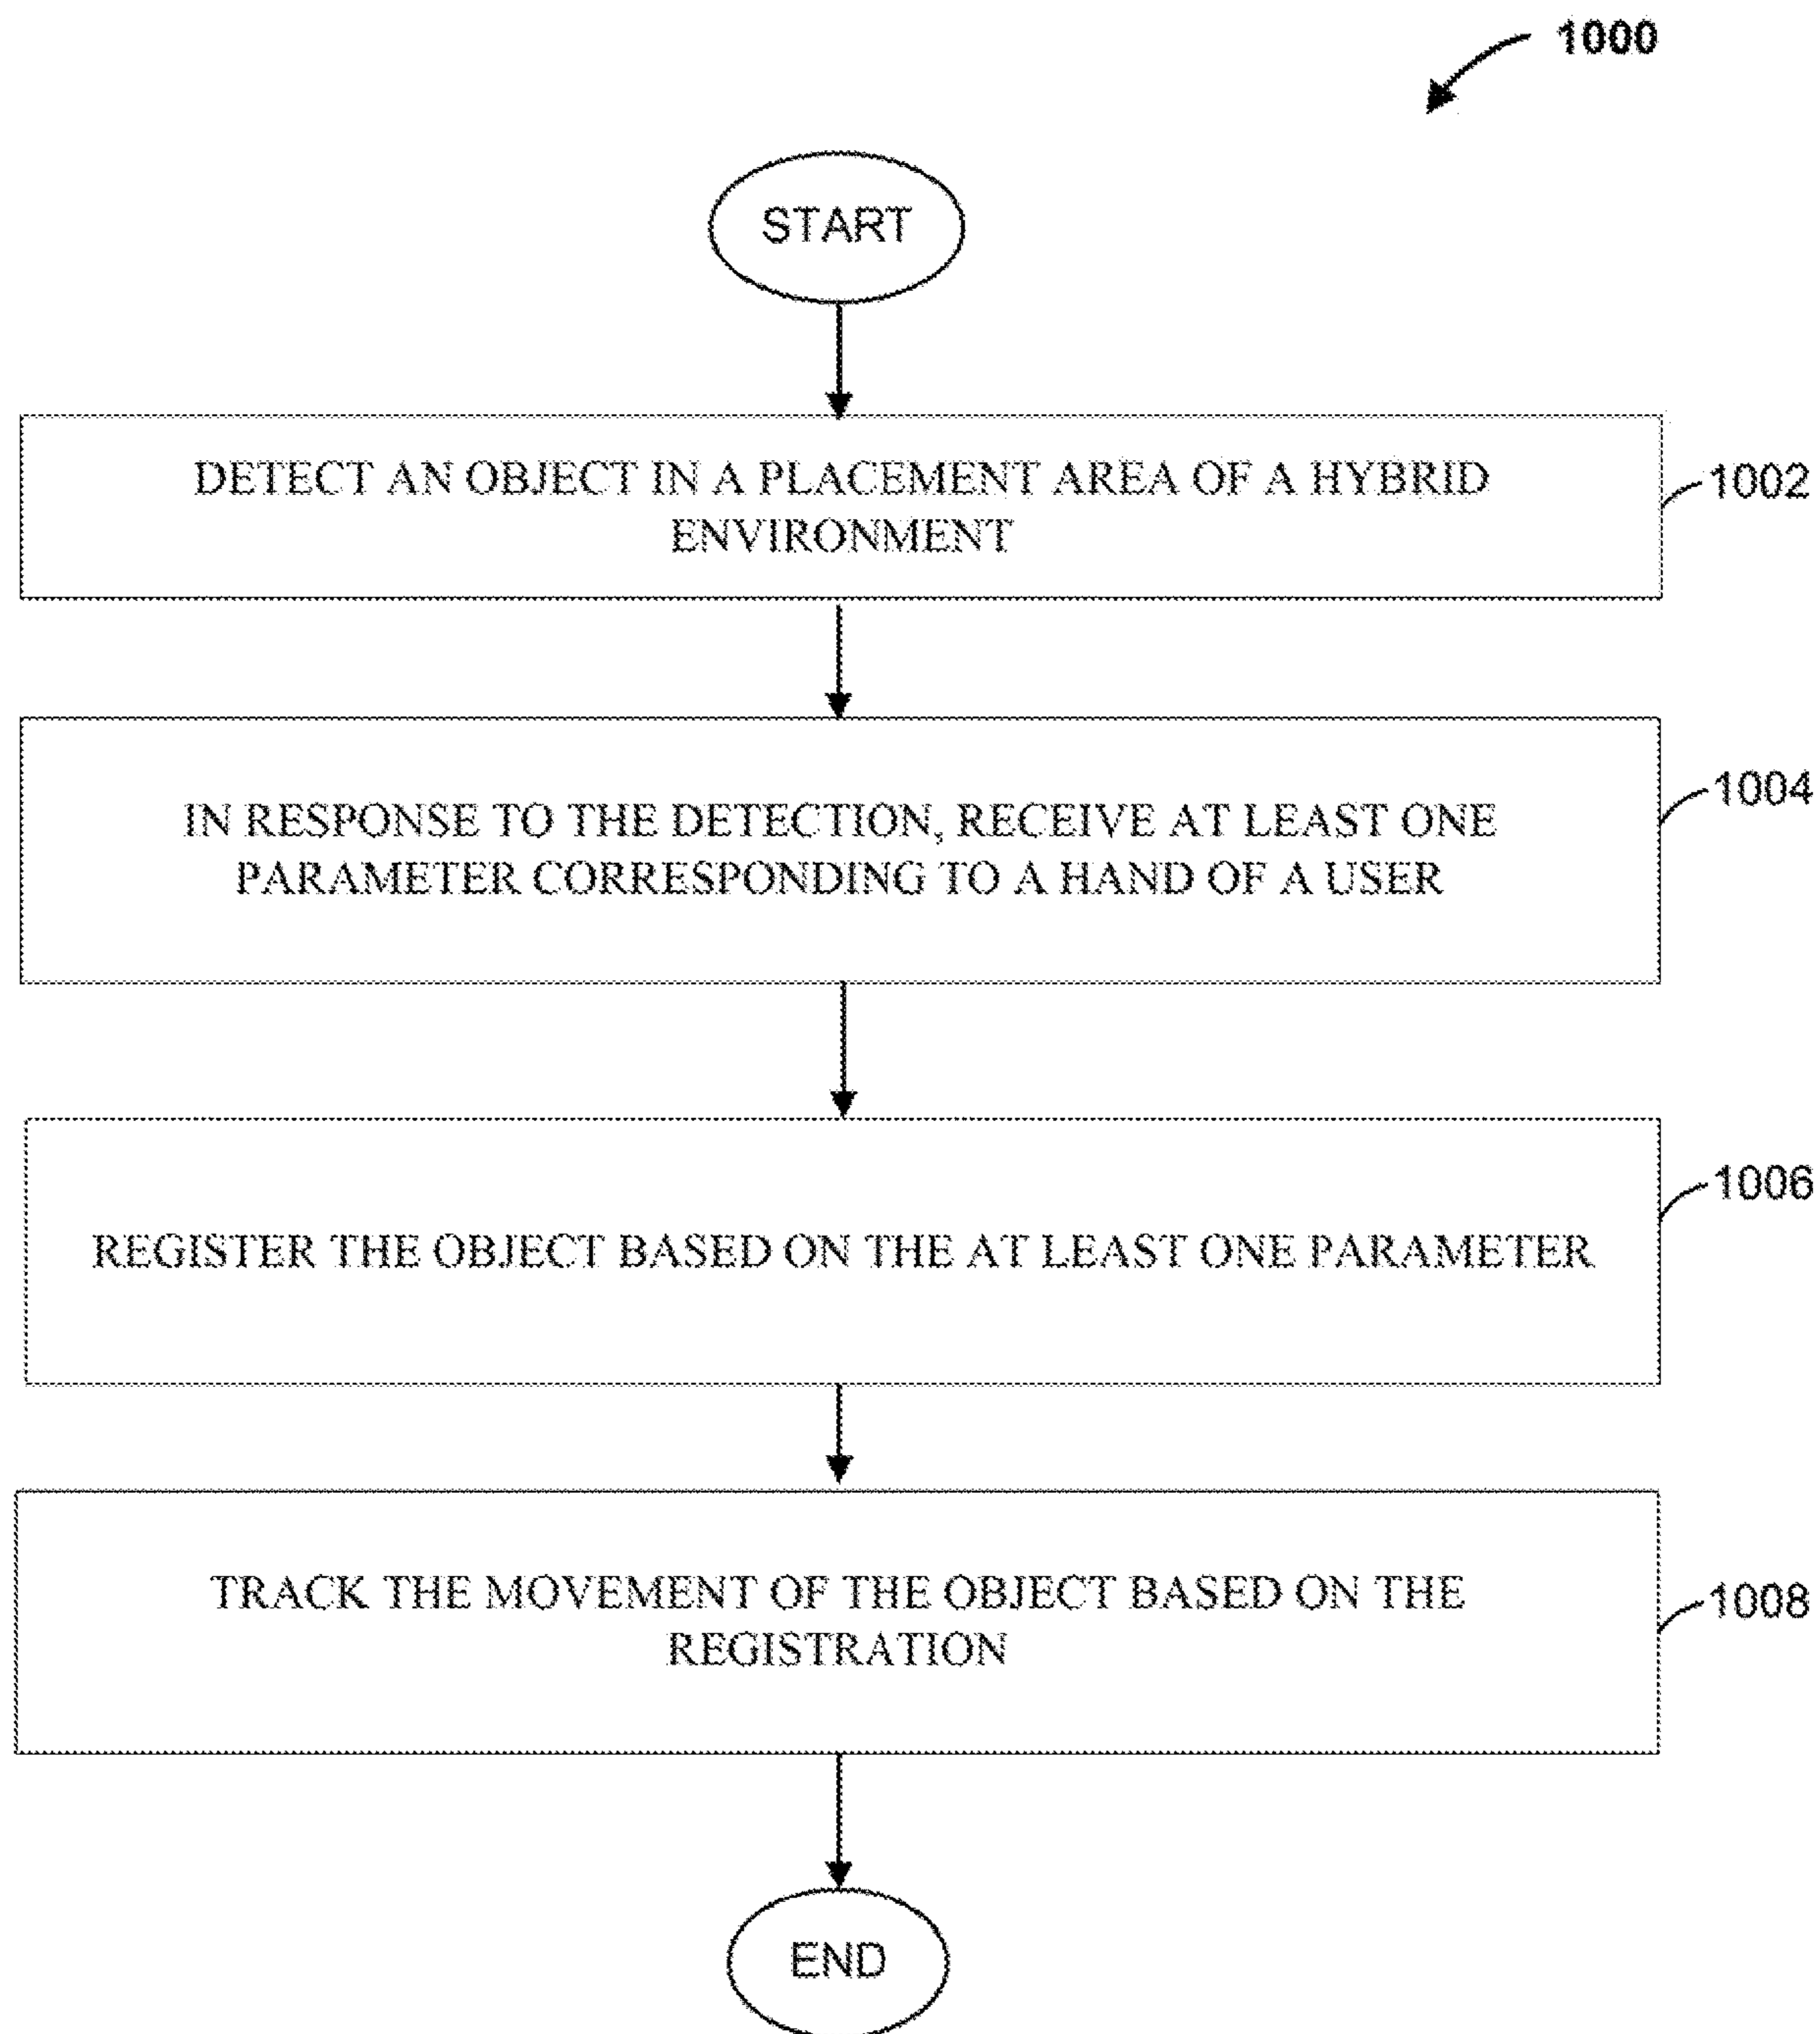 1000
START
DETECT AN OBJECT IN A PLACEMENT AREA OF A HYBRID
ENVIRONMENT
1002
IN RESPONSE TO THE DETECTION, RECEIVE AT LEAST ONE
PARAMETER CORRESPONDING TO A HAND OF A USER
1004
REGISTER THE OBJECT BASED ON THE AT LEAST ONE PARAMETER
1006
TRACK THE MOVEMENT OF THE OBJECT BASED ON THE
REGISTRATION
1008
END